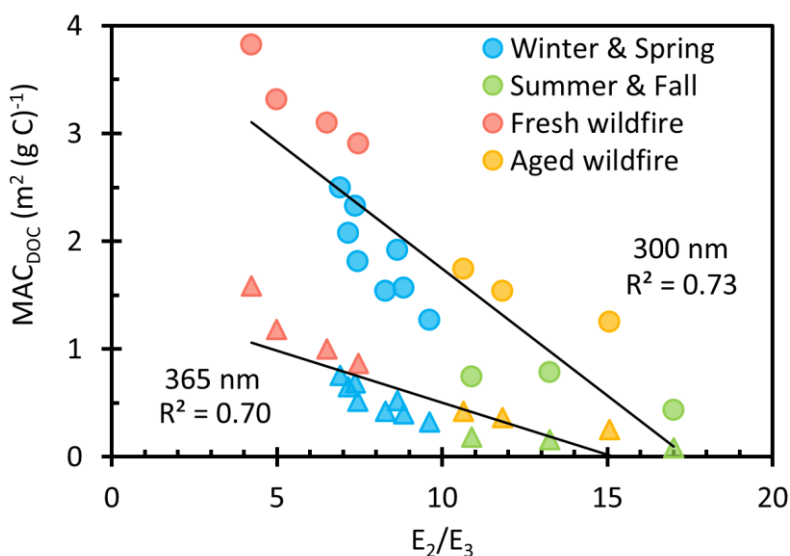 4
3
2
1
0
MAC_DOC (m² (g C)⁻¹)
Winter & Spring
Summer & Fall
Fresh wildfire
Aged wildfire
300 nm
R² = 0.73
365 nm
R² = 0.70
0
5
10
15
20
E₂/E₃